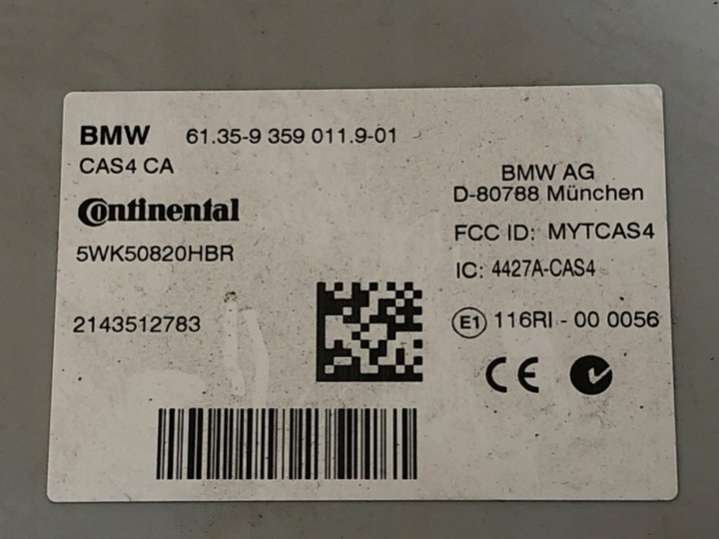 BMW 61.35-9 359 011.9-01
CAS4 CA
Continental
5WK50820HBR
2143512783
BMW AG
D-80788 München
FCC ID: MYTCAS4
IC: 4427A-CAS4
E1 116RI - 00 0056
CE